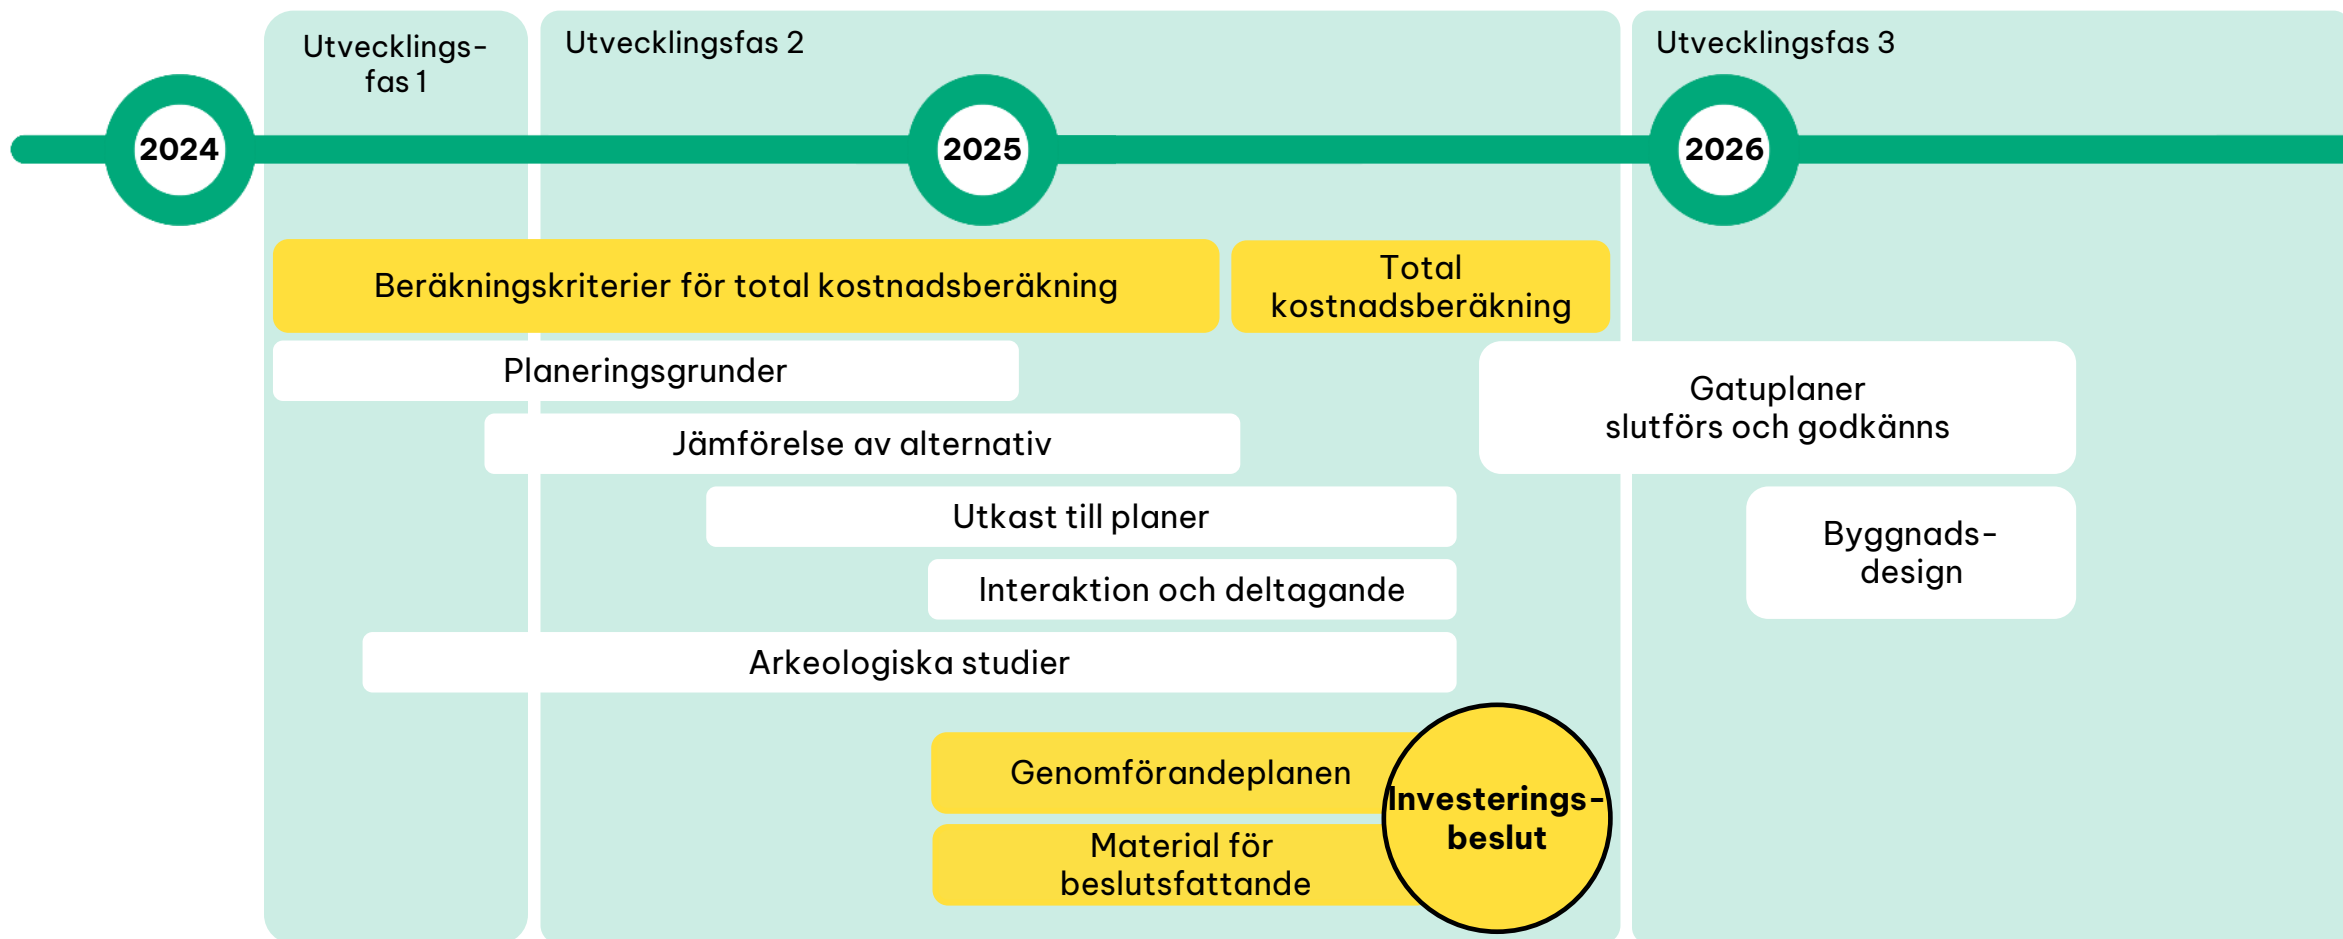 Utvecklings-
fas 1
Utvecklingsfas 2
Utvecklingsfas 3
2024
2025
2026
Beräkningskriterier för total kostnadsberäkning
Total
kostnadsberäkning
Planeringsgrunder
Gatuplaner
slutförs och godkänns
Jämförelse av alternativ
Utkast till planer
Byggnads-
design
Interaktion och deltagande
Arkeologiska studier
Genomförandeplanen
Investerings-
beslut
Material för
beslutsfattande